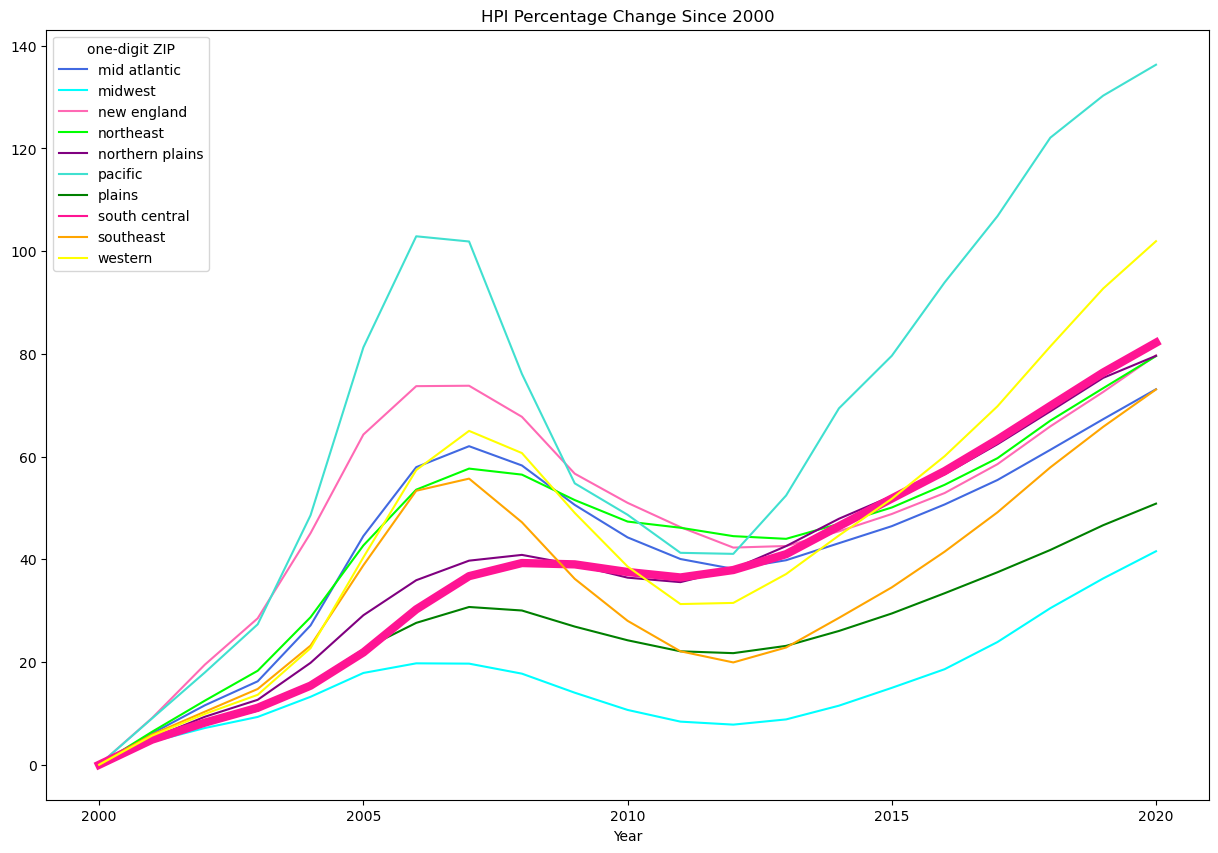 HPI Percentage Change Since 2000
140
120
100
80
60
40
20
0
one-digit ZIP
mid atlantic
midwest
new england
northeast
northern plains
pacific
plains
south central
southeast
western
2000 2005 2010 2015 2020
Year